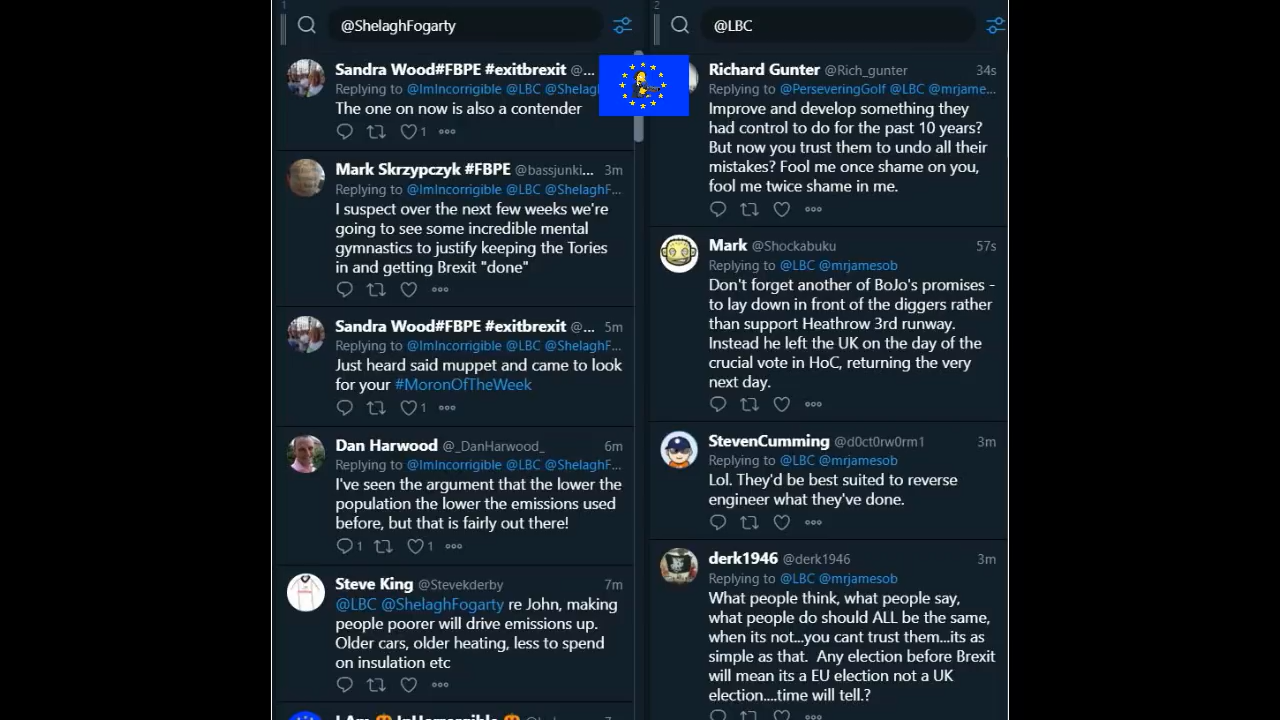 1
@ShelaghFogarty
Sandra Wood#FBPE #exitbrexit @...
Replying to @ImIncorrigible @LBC @Shelagh
The one on now is also a contender
1
Mark Skrzypczyk #FBPE @bassjunki... 3m
Replying to @ImIncorrigible @LBC @ShelaghF...
I suspect over the next few weeks we're
going to see some incredible mental
gymnastics to justify keeping the Tories
in and getting Brexit "done"
Sandra Wood#FBPE #exitbrexit @... 5m
Replying to @ImIncorrigible @LBC @ShelaghF...
Just heard said muppet and came to look
for your #MoronOfTheWeek
1
Dan Harwood @_DanHarwood_ 6m
Replying to @ImIncorrigible @LBC @ShelaghF...
I've seen the argument that the lower the
population the lower the emissions used
before, but that is fairly out there!
1 1
Steve King @Stevekderby 7m
@LBC @ShelaghFogarty re John, making
people poorer will drive emissions up.
Older cars, older heating, less to spend
on insulation etc
I Am
2
@LBC
Richard Gunter @Rich_gunter 34s
Replying to @PerseveringGolf @LBC @mrjame...
Improve and develop something they
had control to do for the past 10 years?
But now you trust them to undo all their
mistakes? Fool me once shame on you,
fool me twice shame in me.
Mark @Shockabuku 57s
Replying to @LBC @mrjamesob
Don't forget another of BoJo's promises -
to lay down in front of the diggers rather
than support Heathrow 3rd runway.
Instead he left the UK on the day of the
crucial vote in HoC, returning the very
next day.
StevenCumming @d0ct0rw0rm1 3m
Replying to @LBC @mrjamesob
Lol. They'd be best suited to reverse
engineer what they've done.
derk1946 @derk1946 3m
Replying to @LBC @mrjamesob
What people think, what people say,
what people do should ALL be the same,
when its not...you cant trust them...its as
simple as that. Any election before Brexit
will mean its a EU election not a UK
election....time will tell.?